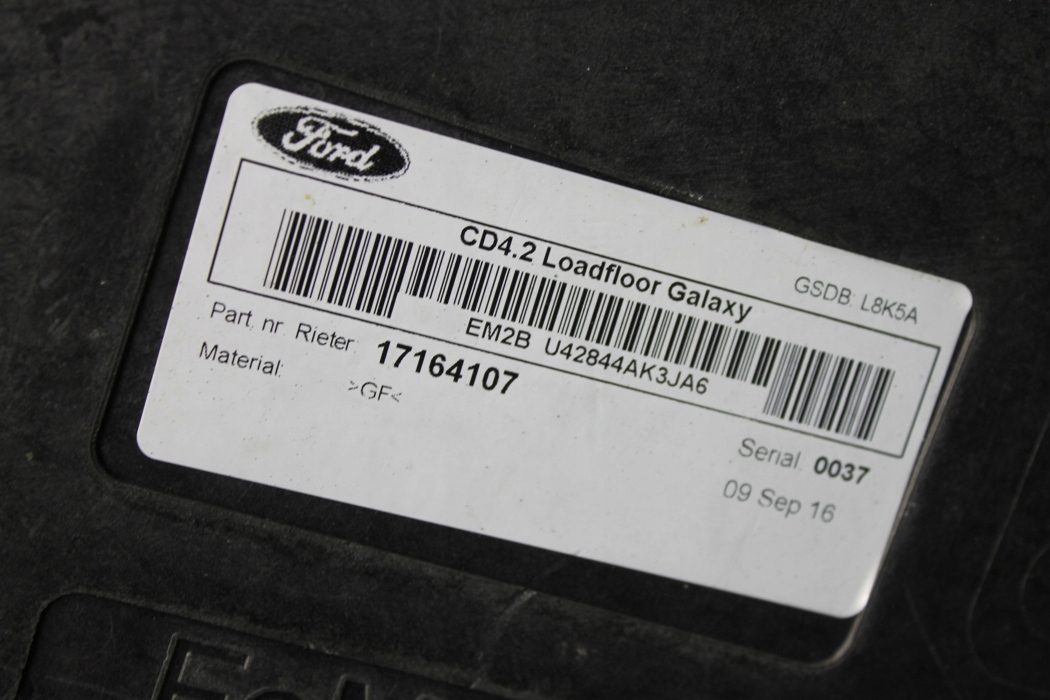 Ford
CD4.2 Loadfloor Galaxy
GSDB: L8K5A
EM2B U42844AK3JA6
Part. nr. Rieter: 17164107
Material: >GF<
Serial. 0037
09 Sep 16